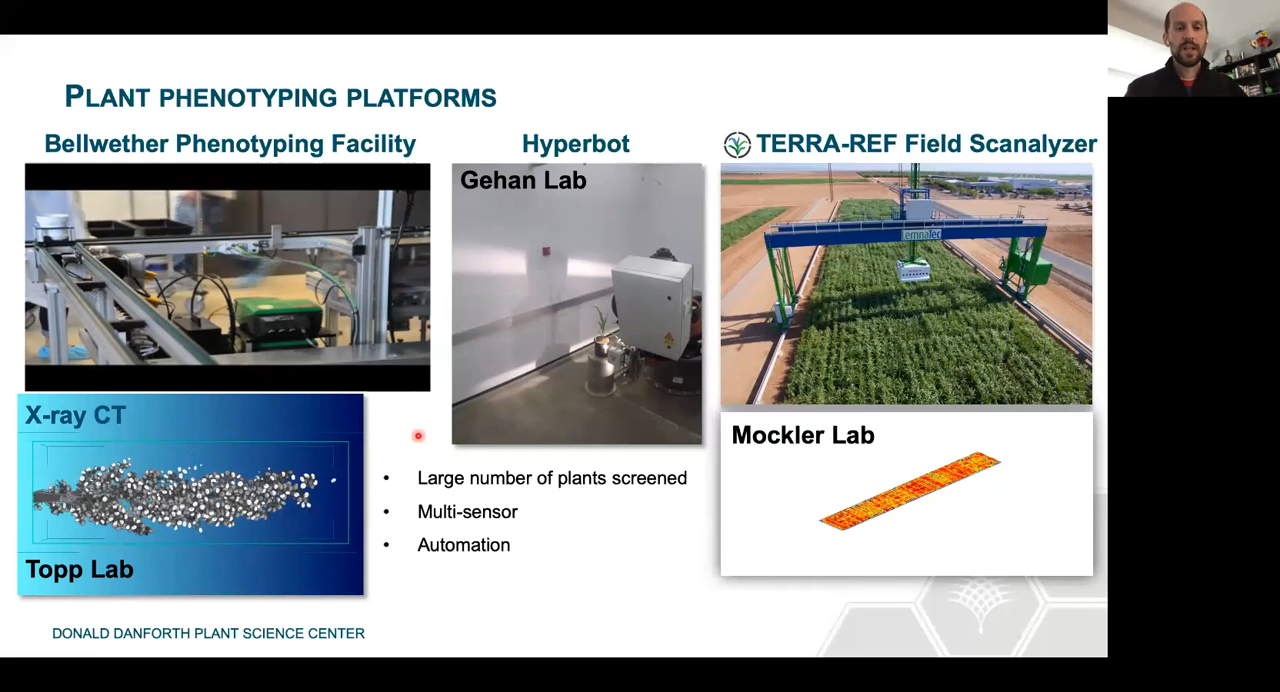 PLANT PHENOTYPING PLATFORMS
Bellwether Phenotyping Facility
Hyperbot
TERRA-REF Field Scanalyzer
Gehan Lab
LemnaTec
X-ray CT
Topp Lab
• Large number of plants screened
• Multi-sensor
• Automation
Mockler Lab
DONALD DANFORTH PLANT SCIENCE CENTER